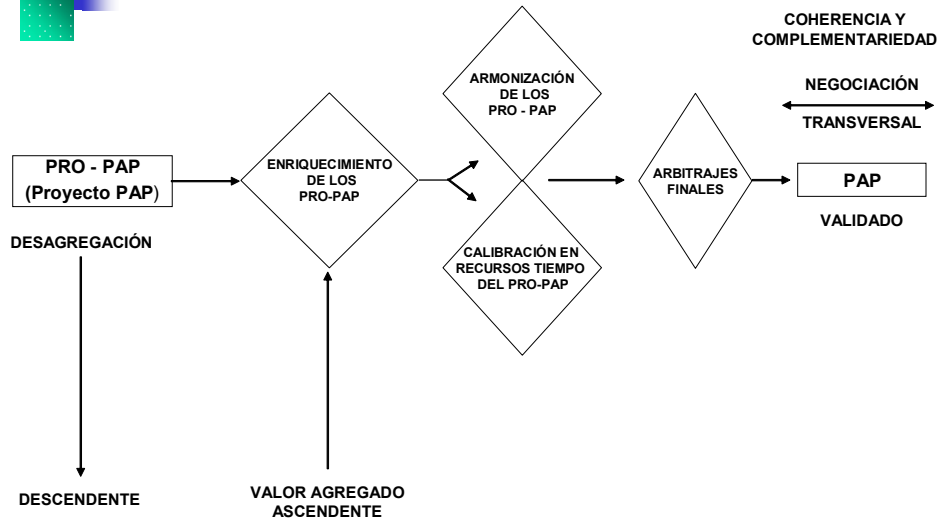 COHERENCIA Y
COMPLEMENTARIEDAD
NEGOCIACIÓN
TRANSVERSAL
PRO - PAP
(Proyecto PAP)
DESAGREGACIÓN
DESCENDENTE
ENRIQUECIMIENTO
DE LOS
PRO-PAP
VALOR AGREGADO
ASCENDENTE
ARMONIZACIÓN
DE LOS
PRO - PAP
CALIBRACIÓN EN
RECURSOS TIEMPO
DEL PRO-PAP
ARBITRAJES
FINALES
PAP
VALIDADO